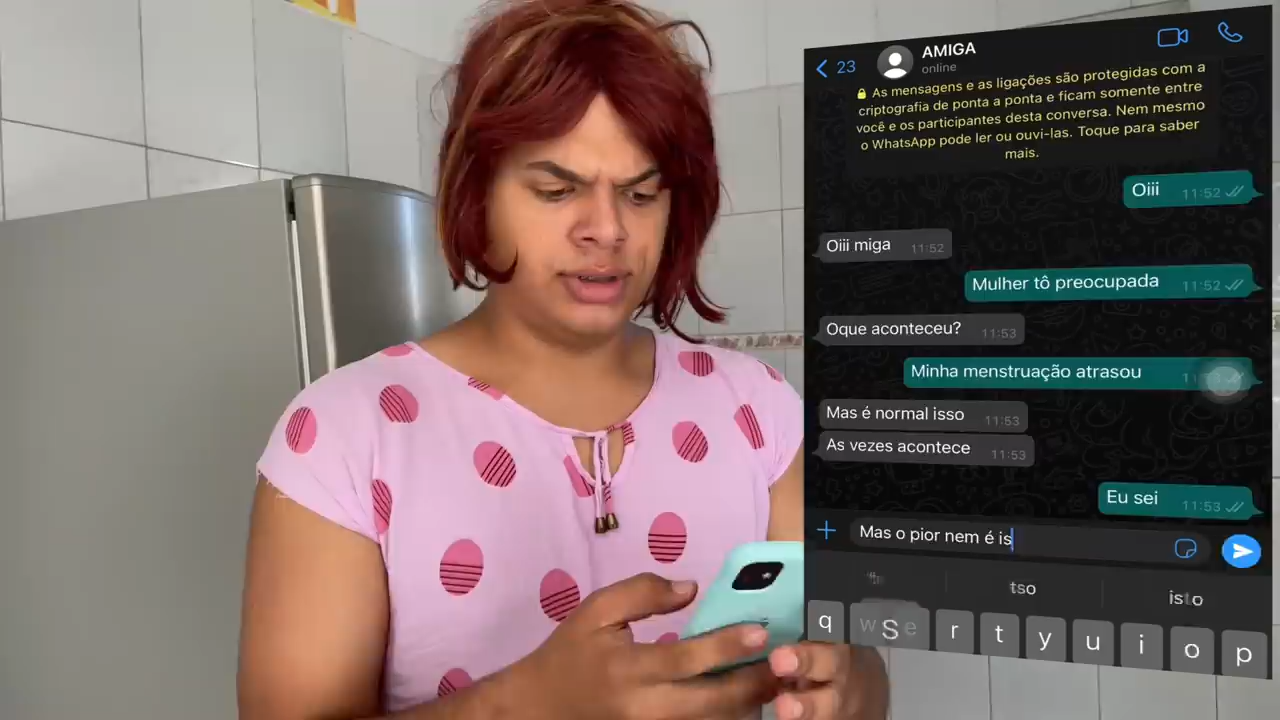 23
AMIGA
online
As mensagens e as ligações são protegidas com a
criptografia de ponta a ponta e ficam somente entre
você e os participantes desta conversa. Nem mesmo
o WhatsApp pode ler ou ouvi-las. Toque para saber
mais.
Oiii 11:52
Oiii miga 11:52
Mulher tô preocupada 11:52
Oque aconteceu? 11:53
Minha menstruação atrasou
Mas é normal isso 11:53
As vezes acontece 11:53
Eu sei 11:53
Mas o pior nem é is
tso
isto
q w S e r t y u i o p